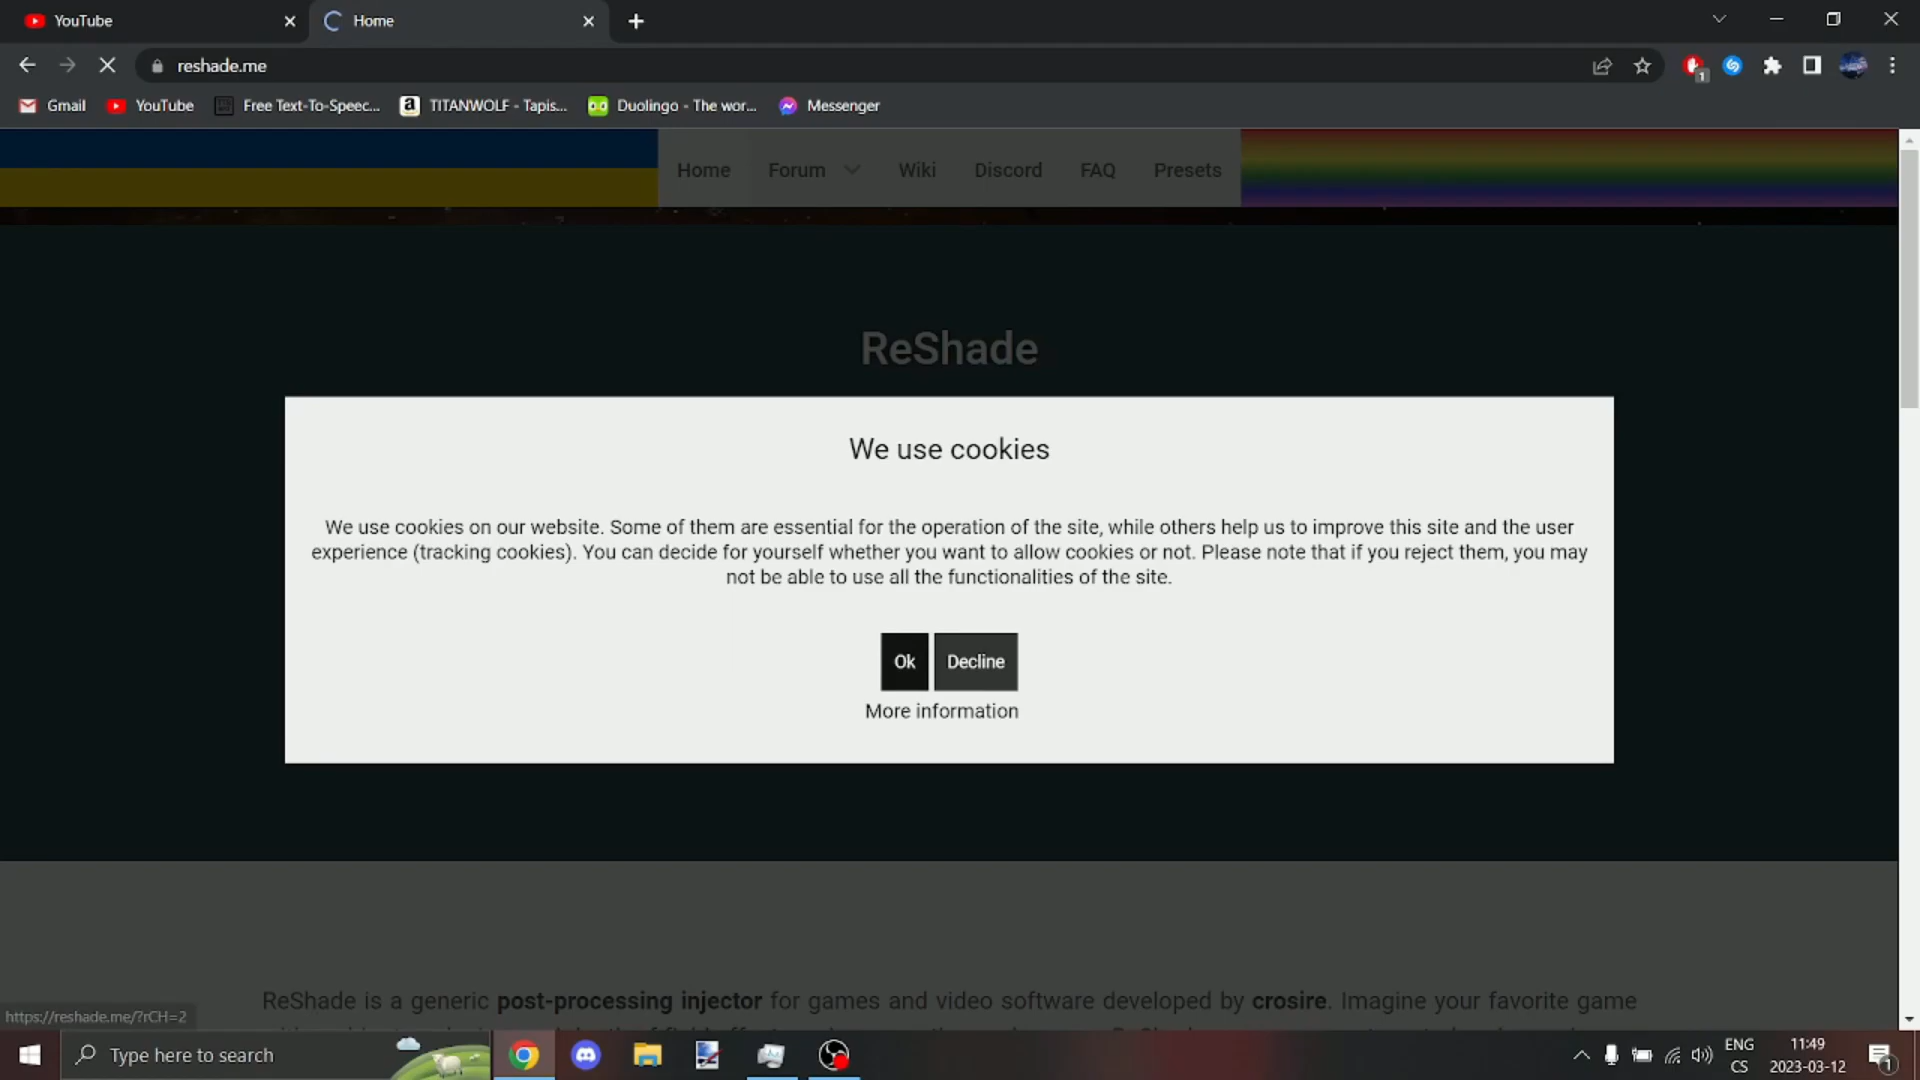 YouTube
Home
reshade.me
Gmail
YouTube
Free Text-To-Speec...
TITANWOLF - Tapis...
Duolingo - The wor...
Messenger
Home
Forum
Wiki
Discord
FAQ
Presets
ReShade
We use cookies
We use cookies on our website. Some of them are essential for the operation of the site, while others help us to improve this site and the user
experience (tracking cookies). You can decide for yourself whether you want to allow cookies or not. Please note that if you reject them, you may
not be able to use all the functionalities of the site.
Ok
Decline
More information
ReShade is a generic post-processing injector for games and video software developed by crosire. Imagine your favorite game
https://reshade.me/?rCH=2
Type here to search
ENG
CS
11:49
2023-03-12
1
1